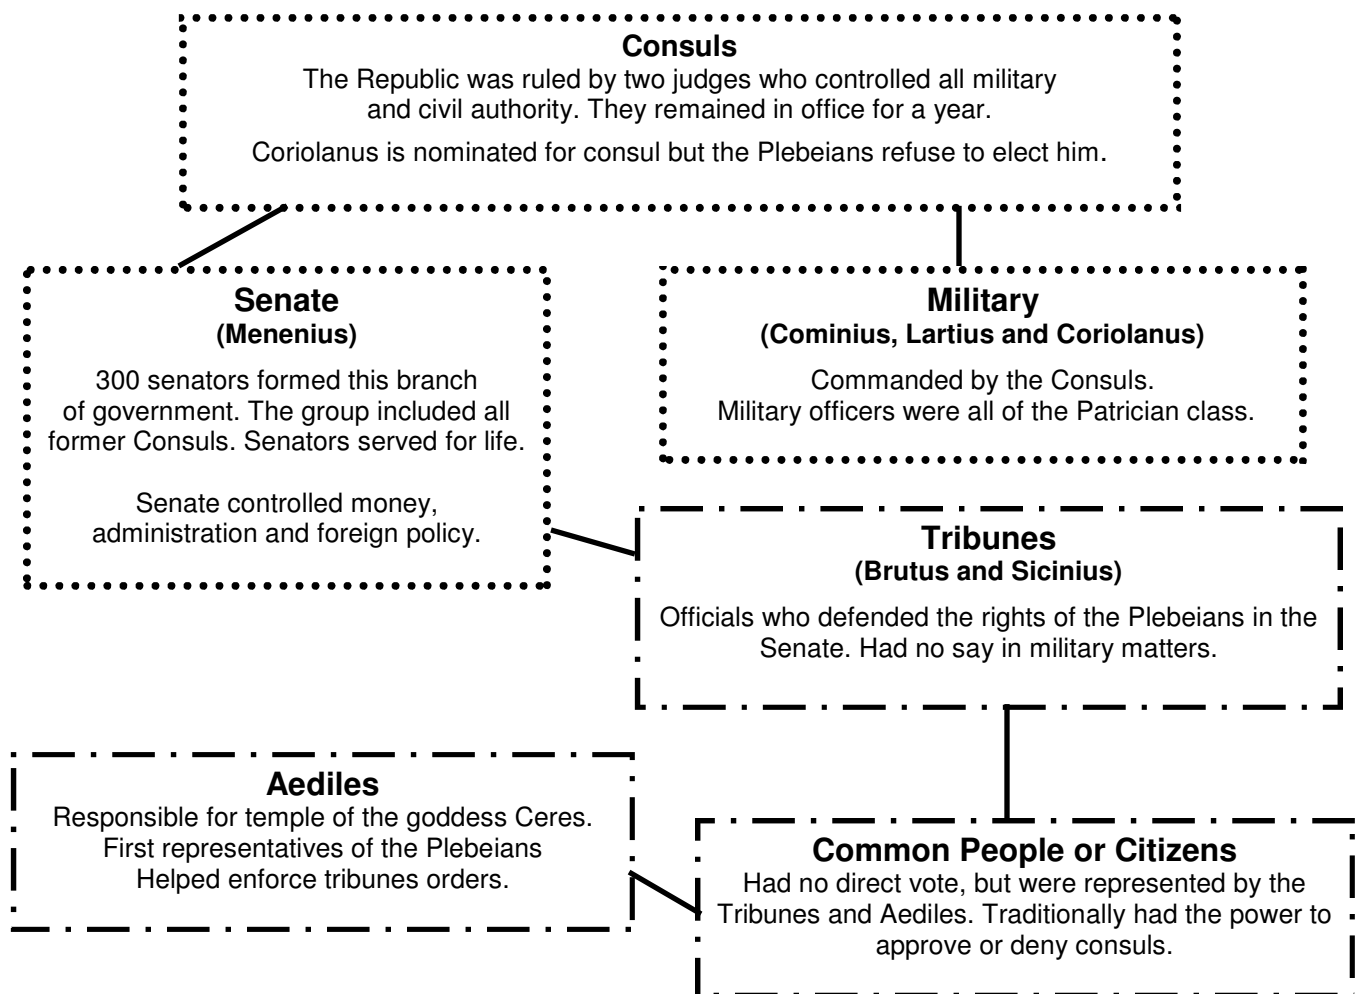 Consuls
The Republic was ruled by two judges who controlled all military
and civil authority. They remained in office for a year.
Coriolanus is nominated for consul but the Plebeians refuse to elect him.
Senate
(Menenius)
300 senators formed this branch
of government. The group included all
former Consuls. Senators served for life.
Senate controlled money,
administration and foreign policy.
Military
(Cominius, Lartius and Coriolanus)
Commanded by the Consuls.
Military officers were all of the Patrician class.
Tribunes
(Brutus and Sicinius)
Officials who defended the rights of the Plebeians in the
Senate. Had no say in military matters.
Aediles
Responsible for temple of the goddess Ceres.
First representatives of the Plebeians
Helped enforce tribunes orders.
Common People or Citizens
Had no direct vote, but were represented by the
Tribunes and Aediles. Traditionally had the power to
approve or deny consuls.